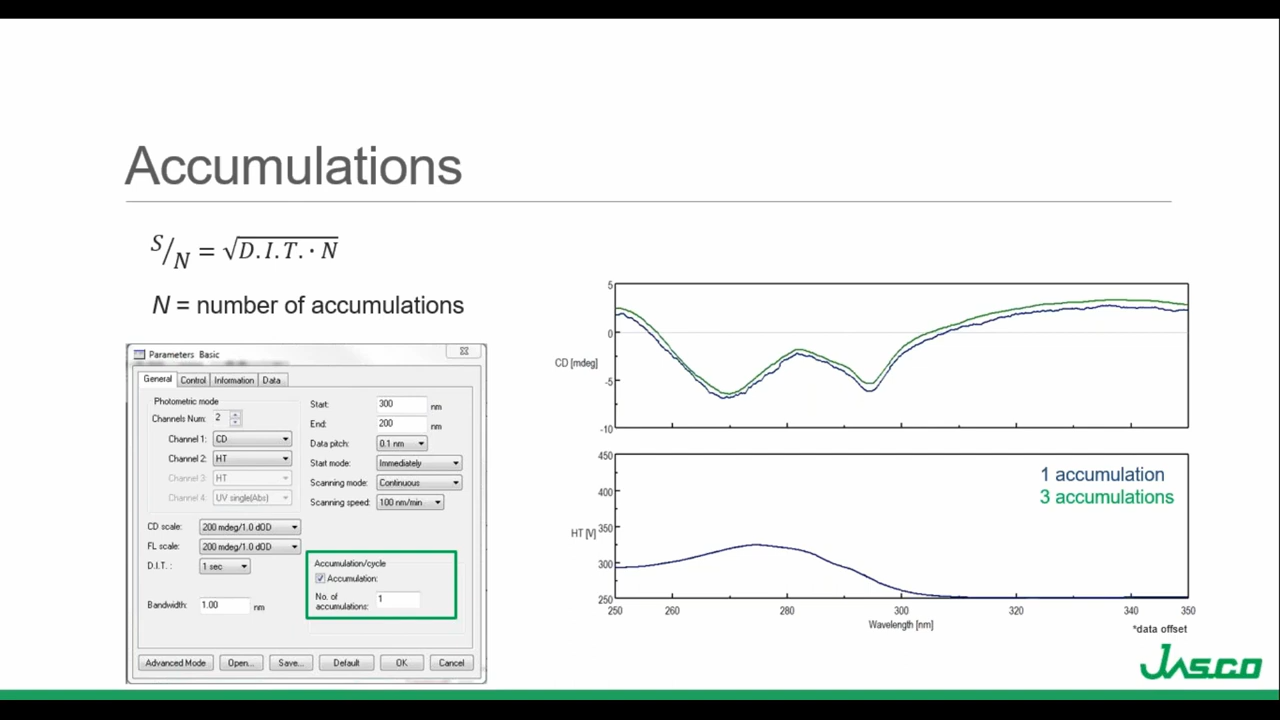 Accumulations
S/N = √D.I.T.· N
N = number of accumulations
Parameters Basic
General Control Information Data
Photometric mode
Channels Num: 2
Channel 1: CD
Channel 2: HT
Channel 3: HT
Channel 4: UV single(Abs)
CD scale: 200 mdeg/1.0 dOD
FL scale: 200 mdeg/1.0 dOD
D.I.T.: 1 sec
Bandwidth: 1.00 nm
Start: 300 nm
End: 200 nm
Data pitch: 0.1 nm
Start mode: Immediately
Scanning mode: Continuous
Scanning speed: 100 nm/min
Accumulation/cycle
Accumulation:
No. of
accumulations: 1
Advanced Mode Open... Save... Default OK Cancel
5
0
CD [mdeg]
-5
-10
450
1 accumulation
400
3 accumulations
HT [V]
350
300
250
250 260 280 300 320 340 350
Wavelength [nm]
*data offset
JASCO